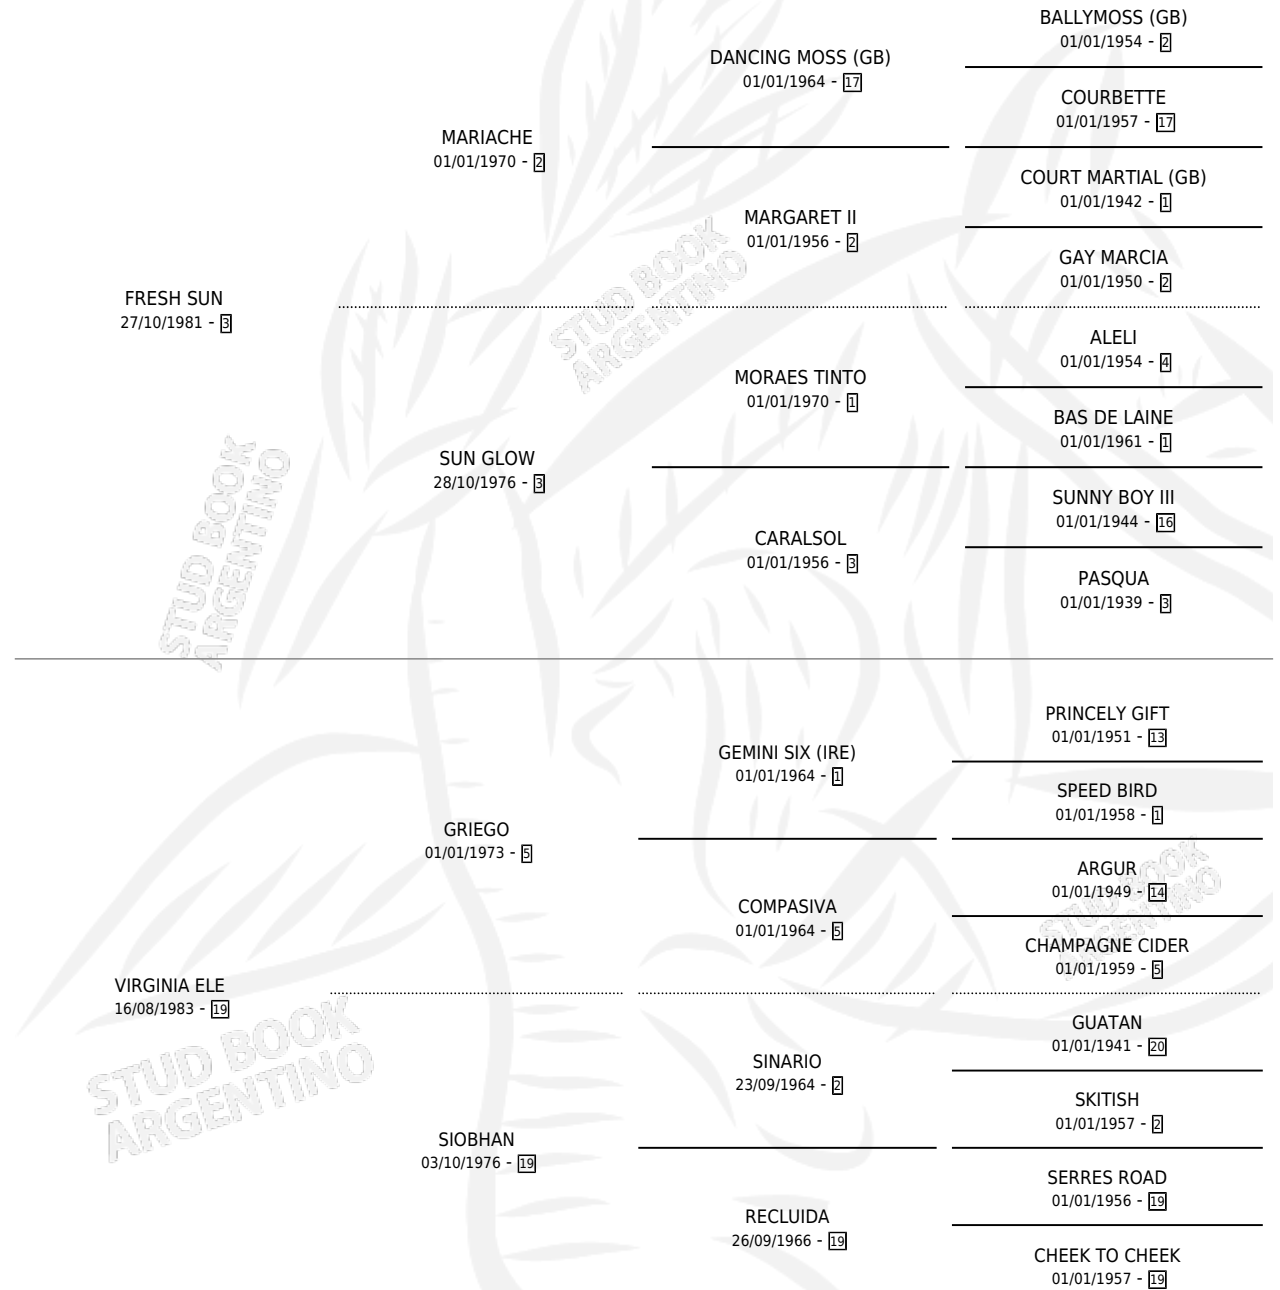 BALLYMOSS (GB)
01/01/1954 - 2
DANCING MOSS (GB)
01/01/1964 - 17
COURBETTE
01/01/1957 - 17
MARIACHE
01/01/1970 - 2
COURT MARTIAL (GB)
01/01/1942 - 1
MARGARET II
01/01/1956 - 2
GAY MARCIA
01/01/1950 - 2
FRESH SUN
27/10/1981 - 3
STUD BOOK
ARGENTINO
ALELI
01/01/1954 - 4
MORAES TINTO
01/01/1970 - 1
BAS DE LAINE
01/01/1961 - 1
SUN GLOW
28/10/1976 - 3
SUNNY BOY III
01/01/1944 - 16
CARALSOL
01/01/1956 - 3
PASQUA
01/01/1939 - 3
STUD BOOK
ARGENTINO
PRINCELY GIFT
01/01/1951 - 13
GEMINI SIX (IRE)
01/01/1964 - 1
SPEED BIRD
01/01/1958 - 1
GRIEGO
01/01/1973 - 5
ARGUR
01/01/1949 - 14
COMPASIVA
01/01/1964 - 5
CHAMPAGNE CIDER
01/01/1959 - 5
STUD BOOK
ARGENTINO
VIRGINIA ELE
16/08/1983 - 19
GUATAN
01/01/1941 - 20
SINARIO
23/09/1964 - 2
SKITISH
01/01/1957 - 2
STUD BOOK
ARGENTINO
SIOBHAN
03/10/1976 - 19
SERRES ROAD
01/01/1956 - 19
RECLUIDA
26/09/1966 - 19
CHEEK TO CHEEK
01/01/1957 - 19